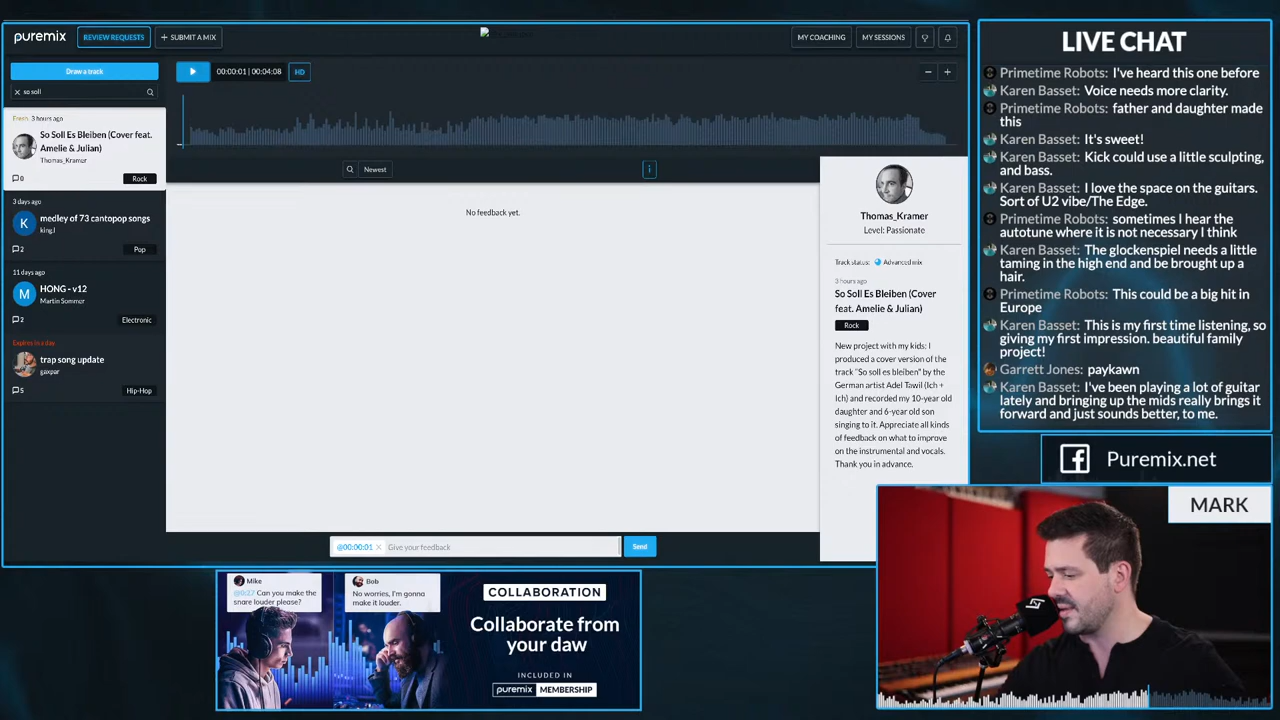 puremix
REVIEW REQUESTS
+ SUBMIT A MIX
MY COACHING
MY SESSIONS
Draw a track
× so soll
00:00:01 | 00:04:08
HD
Fresh 3 hours ago
So Soll Es Bleiben (Cover feat.
Amelie & Julian)
Thomas_Kramer
0
Rock
3 days ago
K
medley of 73 cantopop songs
kingJ
2
Pop
11 days ago
M
HONG - v12
Martin Sommer
2
Electronic
Expires in a day
trap song update
gaxpar
5
Hip-Hop
Newest
No feedback yet.
@00:00:01 ×
Give your feedback
Send
Thomas_Kramer
Level: Passionate
Track status: Advanced mix
3 hours ago
So Soll Es Bleiben (Cover
feat. Amelie & Julian)
Rock
New project with my kids: I
produced a cover version of the
track "So soll es bleiben" by the
German artist Adel Tawil (Ich +
Ich) and recorded my 10-year old
daughter and 6-year old son
singing to it. Appreciate all kinds
of feedback on what to improve
on the instrumental and vocals.
Thank you in advance.
LIVE CHAT
Primetime Robots: I've heard this one before
Karen Basset: Voice needs more clarity.
Primetime Robots: father and daughter made
this
Karen Basset: It's sweet!
Karen Basset: Kick could use a little sculpting,
and bass.
Karen Basset: I love the space on the guitars.
Sort of U2 vibe/The Edge.
Primetime Robots: sometimes I hear the
autotune where it is not necessary I think
Karen Basset: The glockenspiel needs a little
taming in the high end and be brought up a
hair.
Primetime Robots: This could be a big hit in
Europe
Karen Basset: This is my first time listening, so
giving my first impression. beautiful family
project!
Garrett Jones: paykawn
Karen Basset: I've been playing a lot of guitar
lately and bringing up the mids really brings it
forward and just sounds better, to me.
Puremix.net
MARK
Mike
@0:27 Can you make the
snare louder please?
Bob
No worries, I'm gonna
make it louder.
COLLABORATION
Collaborate from
your daw
INCLUDED IN
puremix MEMBERSHIP